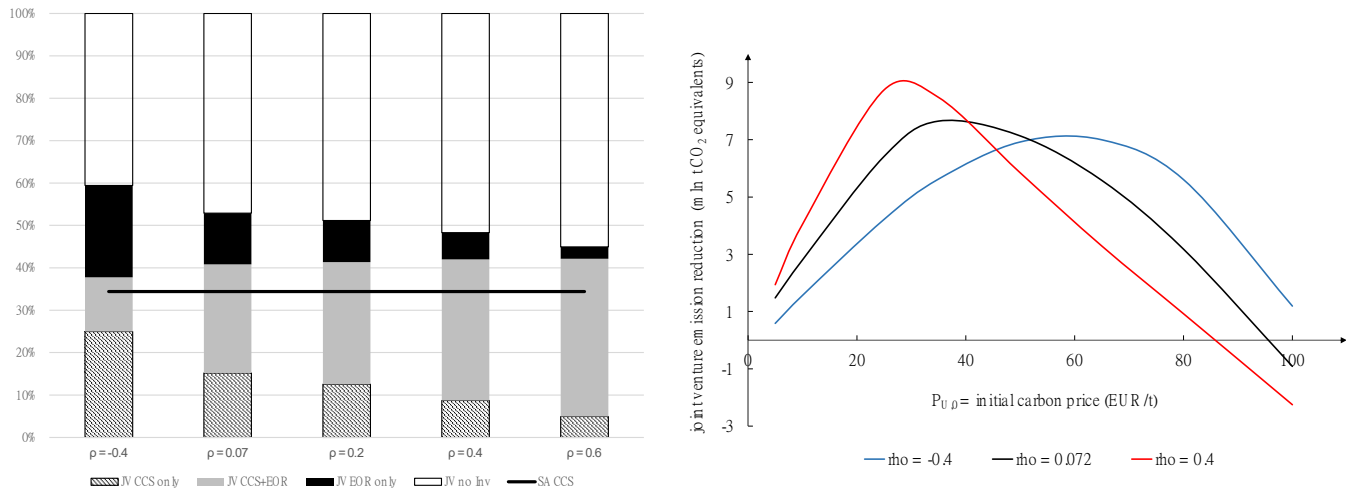 100%
90%
80%
70%
60%
50%
40%
30%
20%
10%
0%
ρ = -0.4
ρ = 0.07
ρ = 0.2
ρ = 0.4
ρ = 0.6
JV CCS only
JV CCS+EOR
JV EOR only
JV no Inv
SA CCS
joint venture emission reduction (mln tCO2 equivalents)
9
7
5
3
1
-1
-3
0
20
40
60
80
100
PU,0 = initial carbon price (EUR/t)
rho = -0.4
rho = 0.072
rho = 0.4